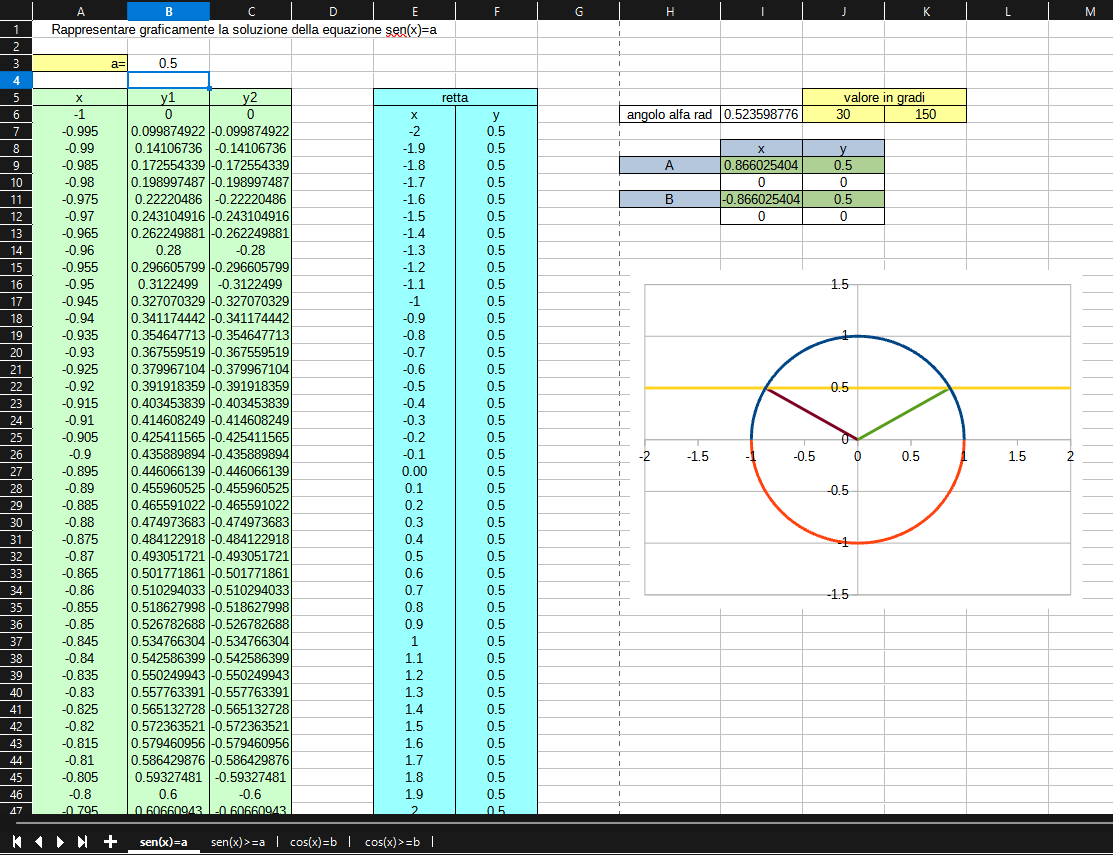 A B C D E F G H I J K L M
1 Rappresentare graficamente la soluzione della equazione sen(x)=a
2
3 a= 0.5
4
5 x y1 y2 retta valore in gradi
6 -1 0 0 x y angolo alfa rad 0.523598776 30 150
7 -0.995 0.099874922 -0.099874922 -2 0.5
8 -0.99 0.14106736 -0.14106736 -1.9 0.5 x y
9 -0.985 0.172554339 -0.172554339 -1.8 0.5 A 0.866025404 0.5
10 -0.98 0.198997487 -0.198997487 -1.7 0.5 0 0
11 -0.975 0.22220486 -0.22220486 -1.6 0.5 B -0.866025404 0.5
12 -0.97 0.243104916 -0.243104916 -1.5 0.5 0 0
13 -0.965 0.262249881 -0.262249881 -1.4 0.5
14 -0.96 0.28 -0.28 -1.3 0.5
15 -0.955 0.296605799 -0.296605799 -1.2 0.5
16 -0.95 0.3122499 -0.3122499 -1.1 0.5
17 -0.945 0.327070329 -0.327070329 -1 0.5
18 -0.94 0.341174442 -0.341174442 -0.9 0.5
19 -0.935 0.354647713 -0.354647713 -0.8 0.5
20 -0.93 0.367559519 -0.367559519 -0.7 0.5
21 -0.925 0.379967104 -0.379967104 -0.6 0.5
22 -0.92 0.391918359 -0.391918359 -0.5 0.5
23 -0.915 0.403453839 -0.403453839 -0.4 0.5
24 -0.91 0.414608249 -0.414608249 -0.3 0.5
25 -0.905 0.425411565 -0.425411565 -0.2 0.5
26 -0.9 0.435889894 -0.435889894 -0.1 0.5
27 -0.895 0.446066139 -0.446066139 0.00 0.5
28 -0.89 0.455960525 -0.455960525 0.1 0.5
29 -0.885 0.465591022 -0.465591022 0.2 0.5
30 -0.88 0.474973683 -0.474973683 0.3 0.5
31 -0.875 0.484122918 -0.484122918 0.4 0.5
32 -0.87 0.493051721 -0.493051721 0.5 0.5
33 -0.865 0.501771861 -0.501771861 0.6 0.5
34 -0.86 0.510294033 -0.510294033 0.7 0.5
35 -0.855 0.518627998 -0.518627998 0.8 0.5
36 -0.85 0.526782688 -0.526782688 0.9 0.5
37 -0.845 0.534766304 -0.534766304 1 0.5
38 -0.84 0.542586399 -0.542586399 1.1 0.5
39 -0.835 0.550249943 -0.550249943 1.2 0.5
40 -0.83 0.557763391 -0.557763391 1.3 0.5
41 -0.825 0.565132728 -0.565132728 1.4 0.5
42 -0.82 0.572363521 -0.572363521 1.5 0.5
43 -0.815 0.579460956 -0.579460956 1.6 0.5
44 -0.81 0.586429876 -0.586429876 1.7 0.5
45 -0.805 0.59327481 -0.59327481 1.8 0.5
46 -0.8 0.6 -0.6 1.9 0.5
47 -0.795 0.60660943 -0.60660943 2 0.5
1.5
1
0.5
0
-2 -1.5 -1 -0.5 0 0.5 1 1.5 2
-0.5
-1
-1.5
sen(x)=a sen(x)>=a cos(x)=b cos(x)>=b